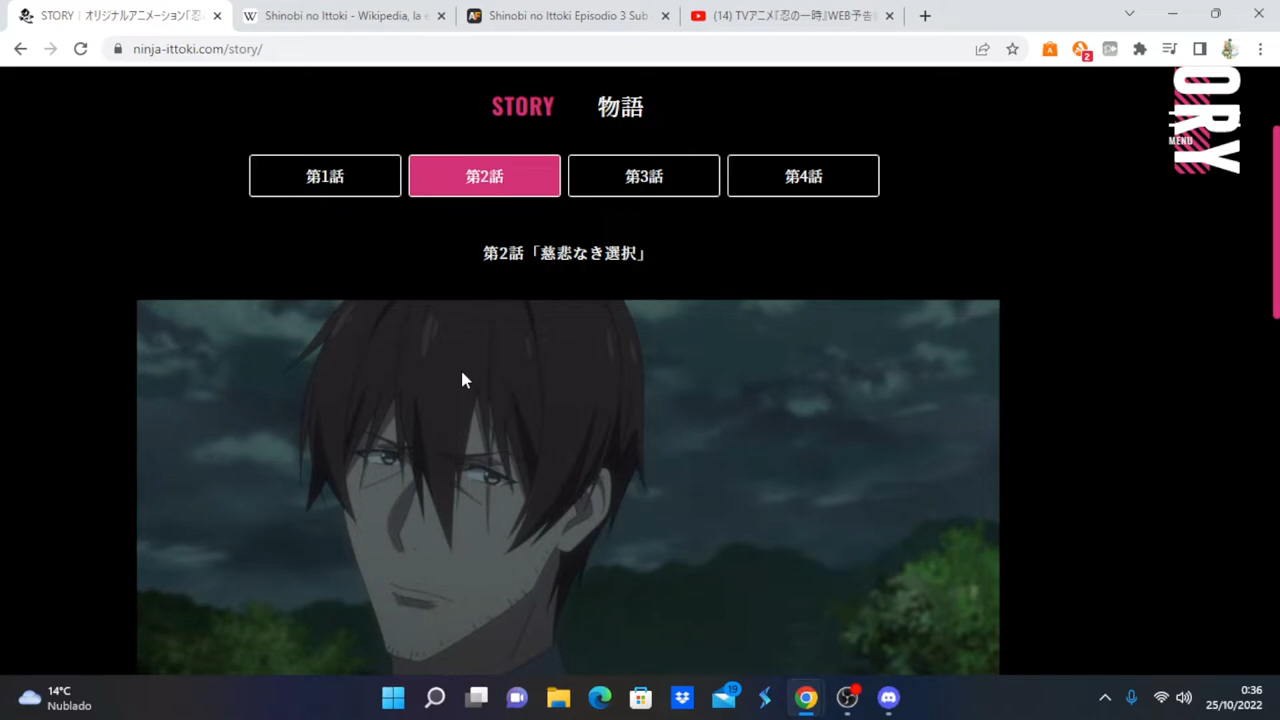 STORY | オリジナルアニメーション「忍
Shinobi no Ittoki - Wikipedia, la e
Shinobi no Ittoki Episodio 3 Sub
(14) TVアニメ『忍の一時』WEB予告
ninja-ittoki.com/story/
2
ORY
MENU
STORY 物語
第1話
第2話
第3話
第4話
第2話「慈悲なき選択」
14°C
Nublado
19
0:36
25/10/2022